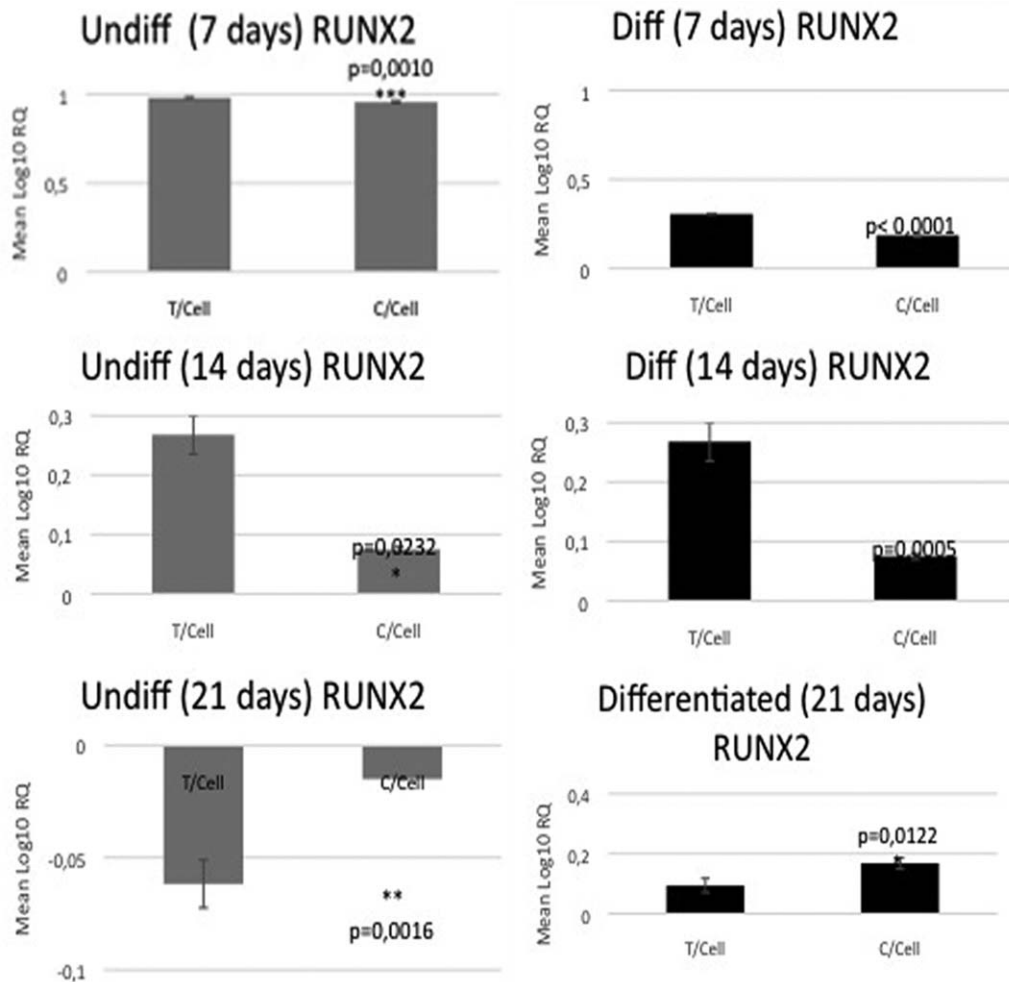 Undiff (7 days) RUNX2
p=0,0010
***
Mean Log10 RQ
1
0,5
0
T/Cell C/Cell
Diff (7 days) RUNX2
Mean Log10 RQ
1
0,5
0
p< 0,0001
T/Cell C/Cell
Undiff (14 days) RUNX2
Mean Log10 RQ
0,3
0,2
0,1
0
p=0,0232
*
T/Cell C/Cell
Diff (14 days) RUNX2
Mean Log10 RQ
0,3
0,2
0,1
0
p=0,0005
T/Cell C/Cell
Undiff (21 days) RUNX2
Mean Log10 RQ
0
-0,05
-0,1
T/Cell C/Cell
**
p=0,0016
Differentiated (21 days)
RUNX2
Mean Log10 RQ
0,4
0,2
0
p=0,0122
*
T/Cell C/Cell